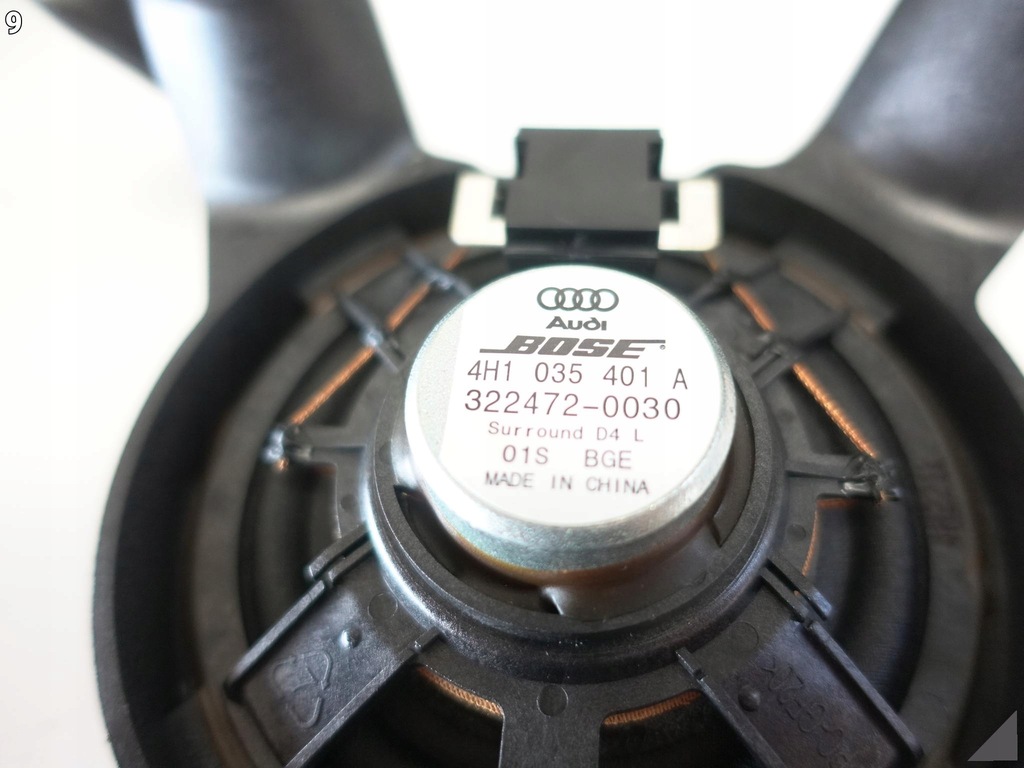 9
Audi
BOSE®
4H1 035 401 A
322472-0030
Surround D4 L
01S BGE
MADE IN CHINA